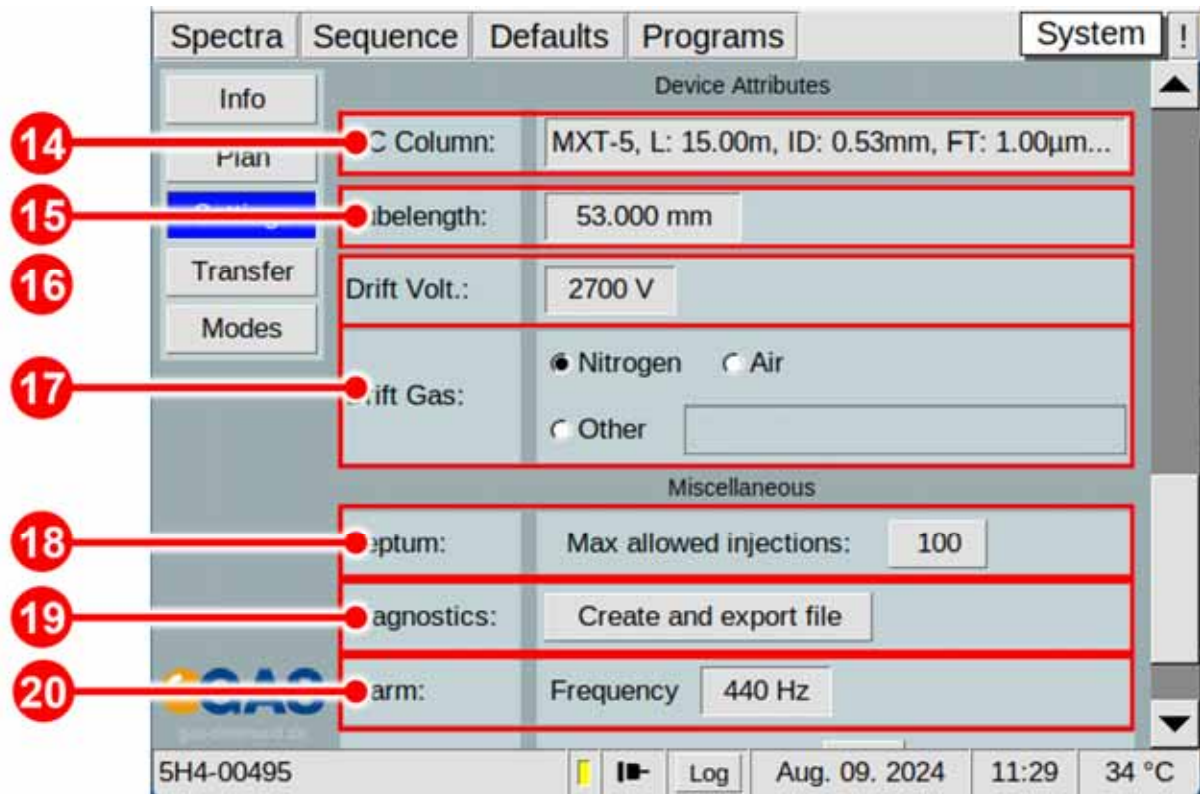 Spectra Sequence Defaults Programs System !
Device Attributes
Info
14 C Column: MXT-5, L: 15.00m, ID: 0.53mm, FT: 1.00µm...
Plan
15 ubelength: 53.000 mm
Transfer
16 Drift Volt.: 2700 V
Modes
Nitrogen Air
17 rift Gas:
Other
Miscellaneous
18 eptum: Max allowed injections: 100
19 agnostics: Create and export file
20 GAS arm: Frequency 440 Hz
5H4-00495 Log Aug. 09. 2024 11:29 34 °C